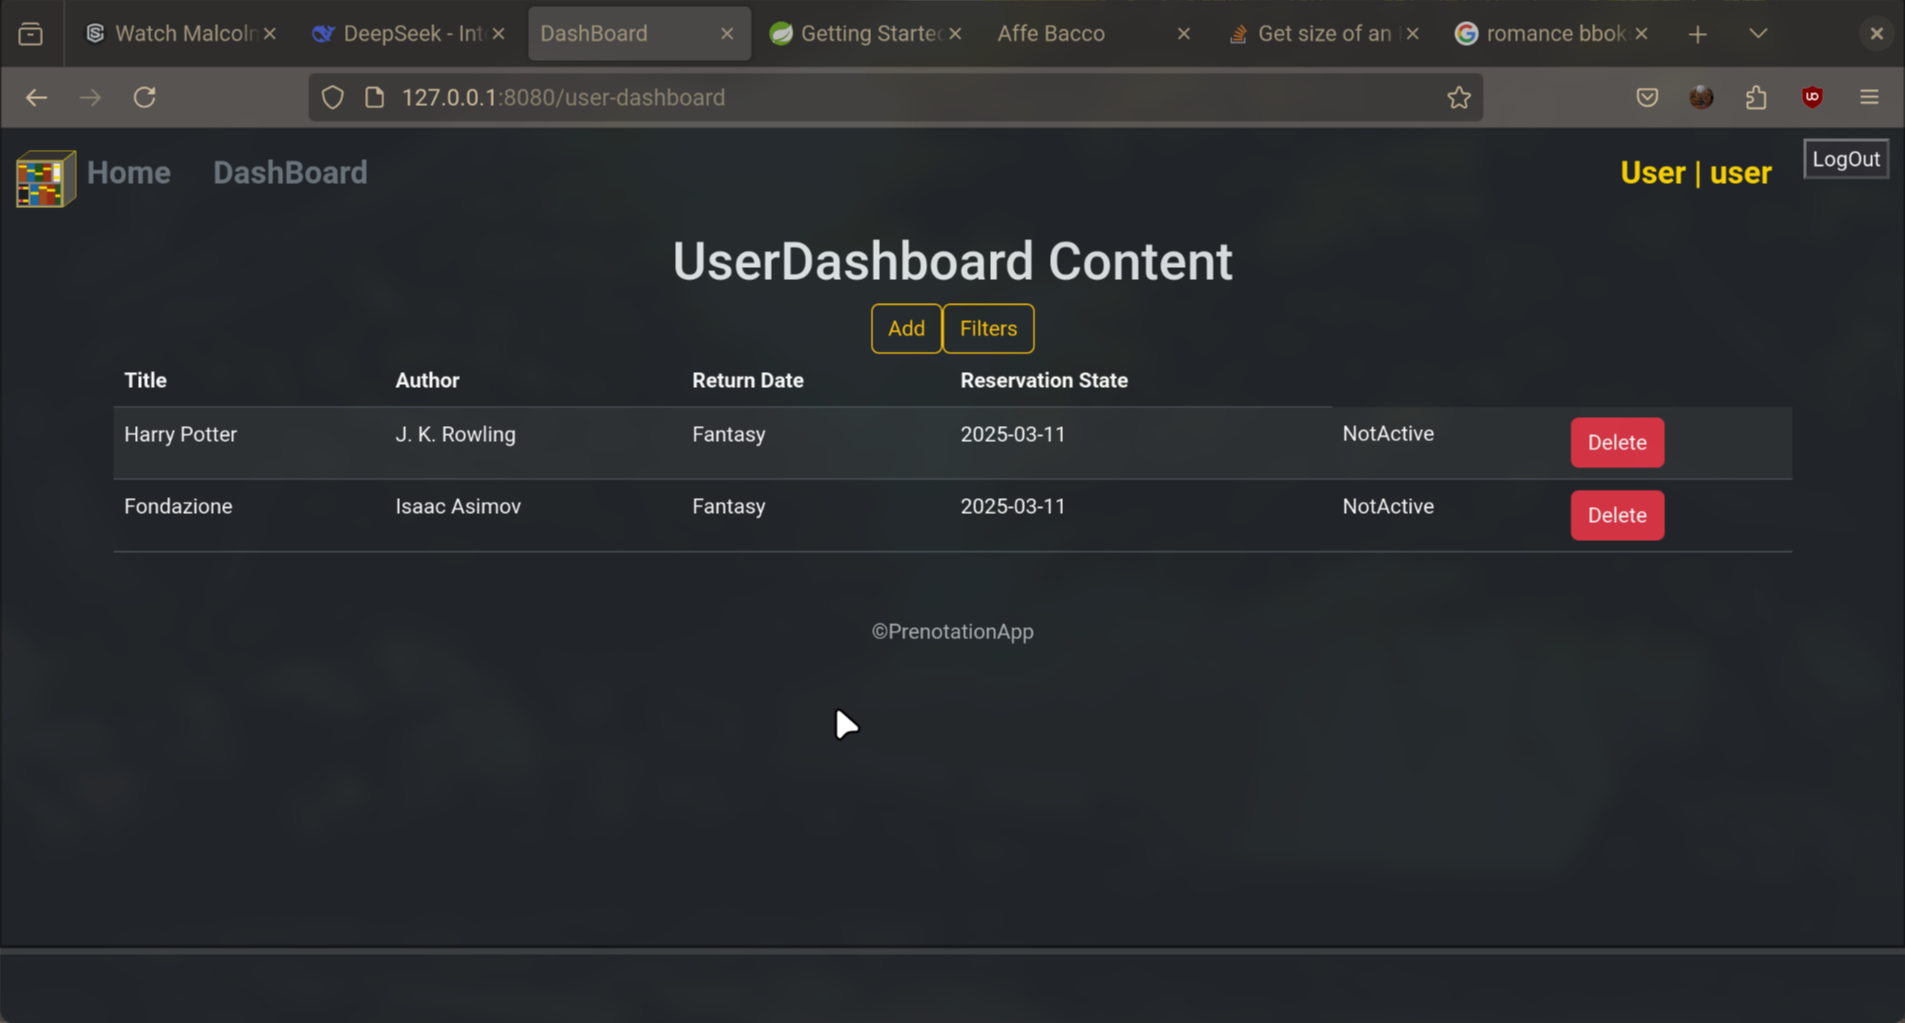 Watch Malcoln DeepSeek - Int DashBoard Getting Starte Affe Bacco Get size of an romance bbok
127.0.0.1:8080/user-dashboard
Home DashBoard User | user LogOut
UserDashboard Content
Add Filters
Title Author Return Date Reservation State
Harry Potter J. K. Rowling Fantasy 2025-03-11 NotActive Delete
Fondazione Isaac Asimov Fantasy 2025-03-11 NotActive Delete
©PrenotationApp